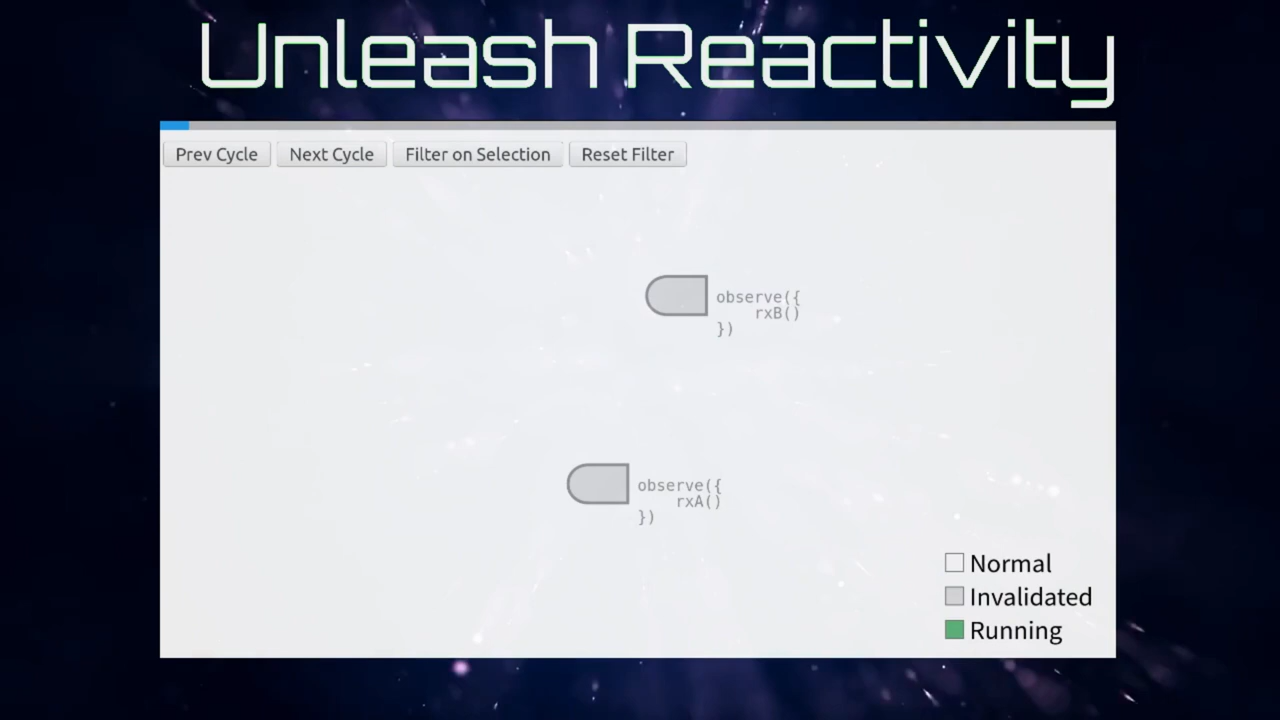 Unleash Reactivity
Prev Cycle
Next Cycle
Filter on Selection
Reset Filter
observe({
rxB()
})
observe({
rxA()
})
Normal
Invalidated
Running